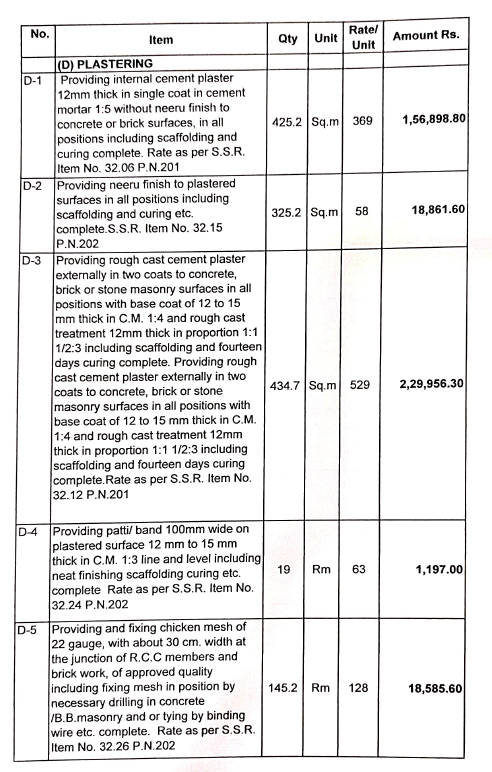 No. Item Qty Unit Rate/ Unit Amount Rs.
(D) PLASTERING
D-1 Providing internal cement plaster
12mm thick in single coat in cement
mortar 1:5 without neeru finish to
concrete or brick surfaces, in all
positions including scaffolding and
curing complete. Rate as per S.S.R.
Item No. 32.06 P.N.201
425.2 Sq.m 369 1,56,898.80
D-2 Providing neeru finish to plastered
surfaces in all positions including
scaffolding and curing etc.
complete.S.S.R. Item No. 32.15
P.N.202
325.2 Sq.m 58 18,861.60
D-3 Providing rough cast cement plaster
externally in two coats to concrete,
brick or stone masonry surfaces in all
positions with base coat of 12 to 15
mm thick in C.M. 1:4 and rough cast
treatment 12mm thick in proportion 1:1
1/2:3 including scaffolding and fourteen
days curing complete. Providing rough
cast cement plaster externally in two
coats to concrete, brick or stone
masonry surfaces in all positions with
base coat of 12 to 15 mm thick in C.M.
1:4 and rough cast treatment 12mm
thick in proportion 1:1 1/2:3 including
scaffolding and fourteen days curing
complete.Rate as per S.S.R. Item No.
32.12 P.N.201
434.7 Sq.m 529 2,29,956.30
D-4 Providing patti/ band 100mm wide on
plastered surface 12 mm to 15 mm
thick in C.M. 1:3 line and level including
neat finishing scaffolding curing etc.
complete Rate as per S.S.R. Item No.
32.24 P.N.202
19 Rm 63 1,197.00
D-5 Providing and fixing chicken mesh of
22 gauge, with about 30 cm. width at
the junction of R.C.C members and
brick work, of approved quality
including fixing mesh in position by
necessary drilling in concrete
/B.B.masonry and or tying by binding
wire etc. complete. Rate as per S.S.R.
Item No. 32.26 P.N.202
145.2 Rm 128 18,585.60